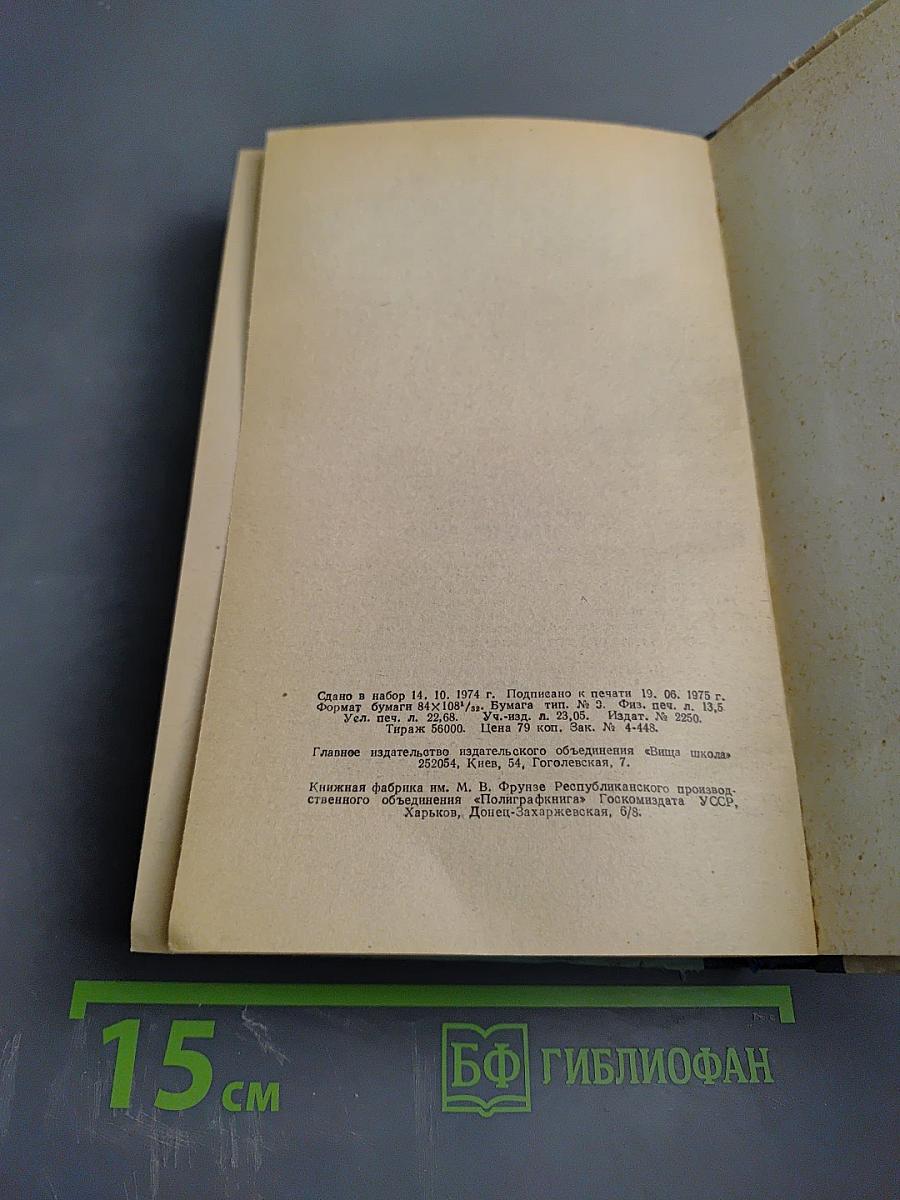 Сдано в набор 14. 10. 1974 г. Подписано к печати 19. 06. 1975 г.
Формат бумаги 84×108¹/₃₂. Бумага тип. № 3. Физ. печ. л. 13,5
Усл. печ. л. 22,68. Уч.-изд. л. 23,05. Издат. № 2250.
Тираж 56000. Цена 79 коп. Зак. № 4-448.
Главное издательство издательского объединения «Вища школа»
252054, Киев, 54, Гоголевская, 7.
Книжная фабрика им. М. В. Фрунзе Республиканского производ-
ственного объединения «Полиграфкнига» Госкомиздата УССР,
Харьков, Донец-Захаржевская, 6/8.
15 см
БФ ГИБЛИОФАН